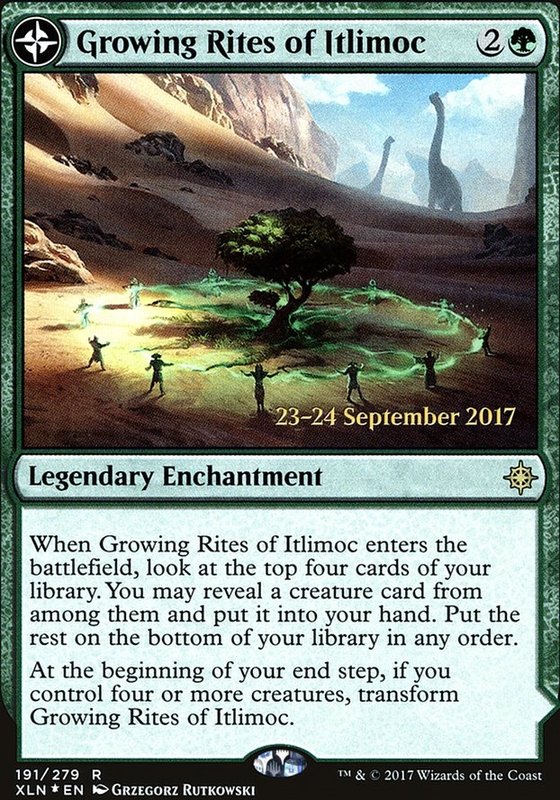 Growing Rites of Itlimoc 2
23–24 September 2017
Legendary Enchantment
When Growing Rites of Itlimoc enters the
battlefield, look at the top four cards of your
library. You may reveal a creature card from
among them and put it into your hand. Put the
rest on the bottom of your library in any order.
At the beginning of your end step, if you
control four or more creatures, transform
Growing Rites of Itlimoc.
191/279 R
XLN ★ EN Grzegorz Rutkowski
™ & © 2017 Wizards of the Coast